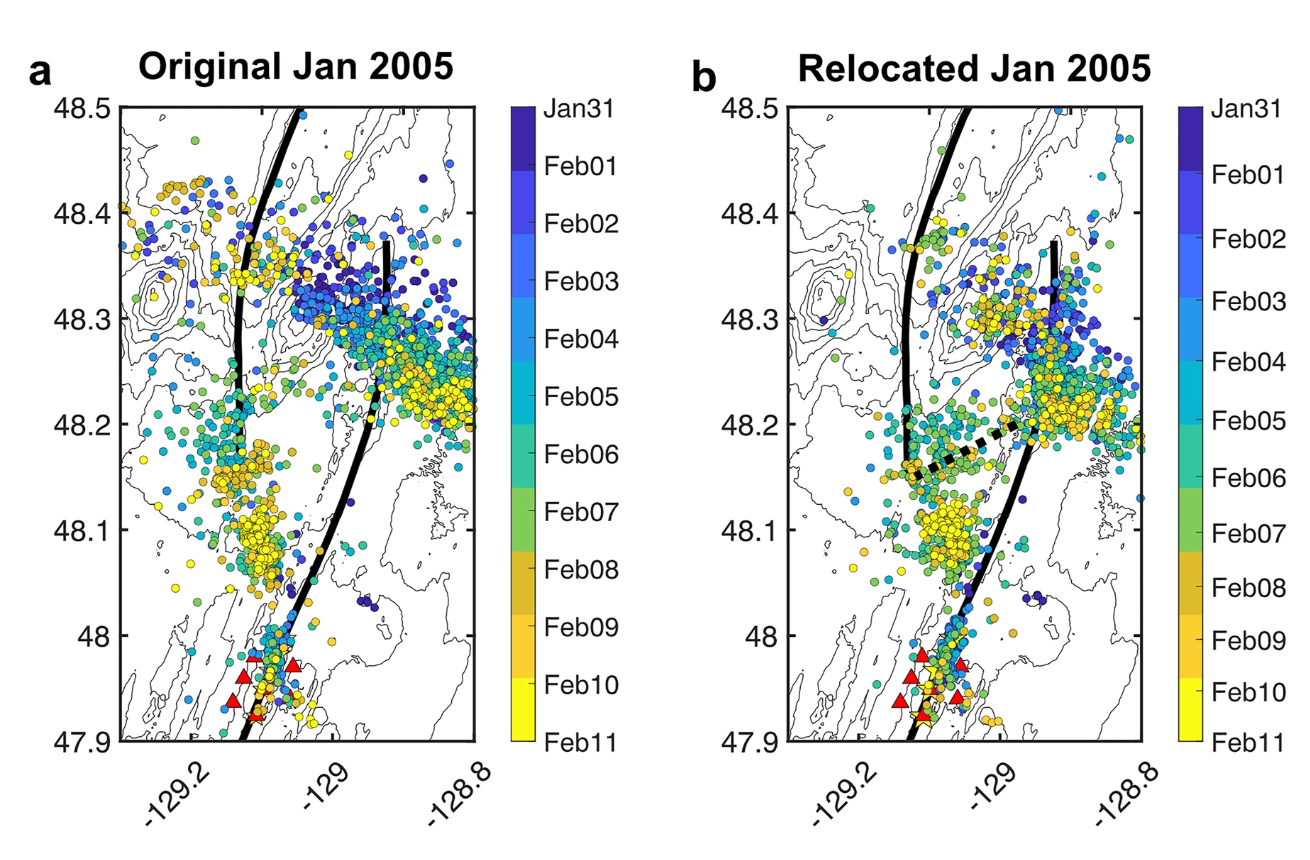 a
Original Jan 2005
48.5
48.4
48.3
48.2
48.1
48
47.9
-129.2
-129
-128.8
Jan31
Feb01
Feb02
Feb03
Feb04
Feb05
Feb06
Feb07
Feb08
Feb09
Feb10
Feb11
b
Relocated Jan 2005
48.5
48.4
48.3
48.2
48.1
48
47.9
-129.2
-129
-128.8
Jan31
Feb01
Feb02
Feb03
Feb04
Feb05
Feb06
Feb07
Feb08
Feb09
Feb10
Feb11